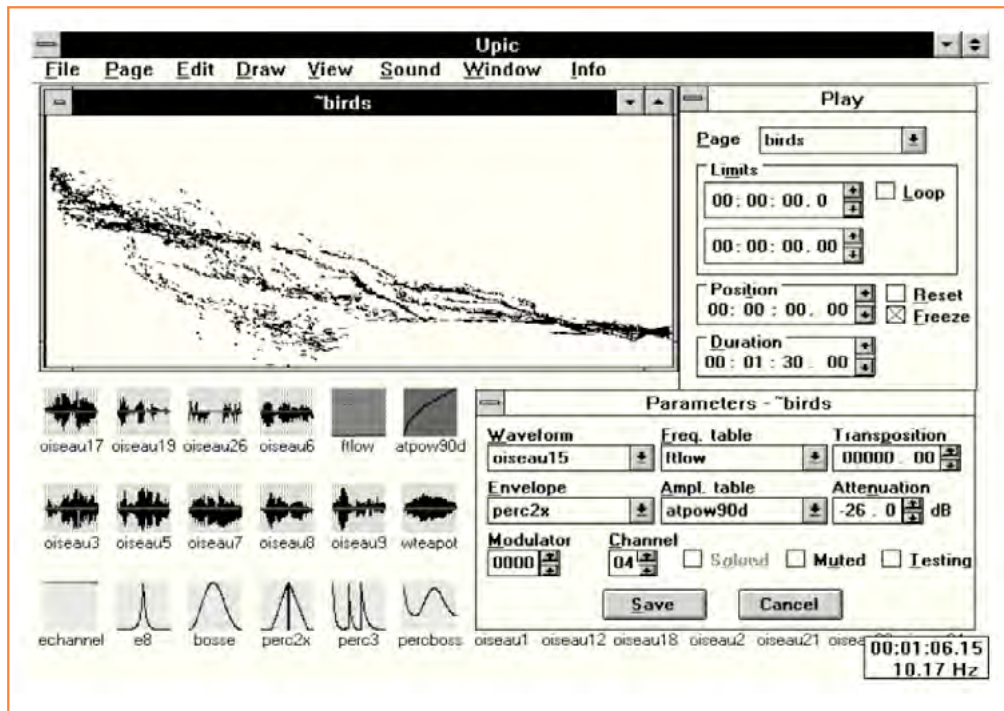 Upic
File Page Edit Draw View Sound Window Info
~birds
Play
Page birds
Limits
00:00:00.0
Loop
00:00:00.00
Position
00:00:00.00
Reset
Freeze
Duration
00:01:30.00
oiseau17 oiseau19 oiseau26 oiseau6 ftlow atpow90d
oiseau3 oiseau5 oiseau7 oiseau8 oiseau9 wteapot
echannel e8 bosse perc2x perc3 percboss
Parameters - ~birds
Waveform Freq. table Transposition
oiseau15 ftlow 00000.00
Envelope Ampl. table Attenuation
perc2x atpow90d -26.0 dB
Modulator Channel
0000 04 Soloed Muted Testing
Save Cancel
oiseau1 oiseau12 oiseau18 oiseau2 oiseau21
00:01:06.15
10.17 Hz